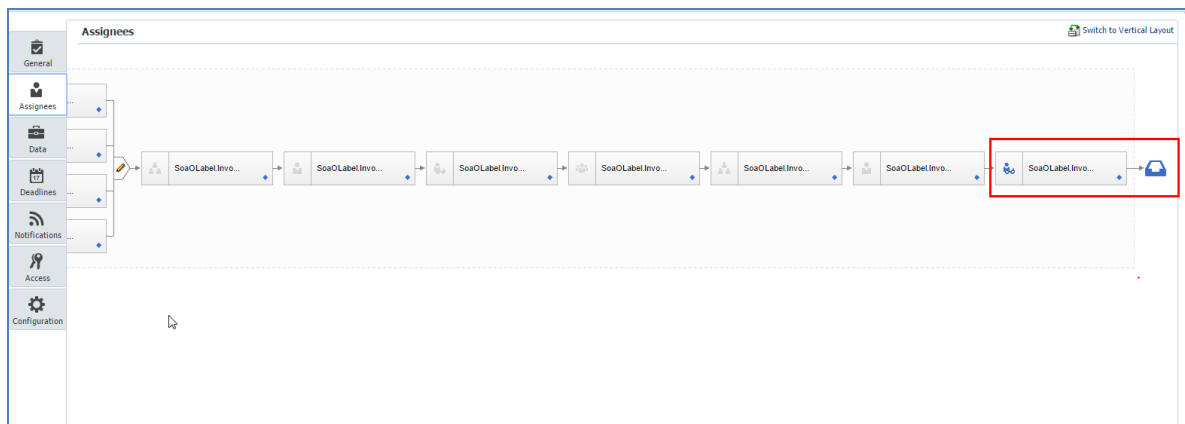 Assignees
Switch to Vertical Layout
General
Assignees
Data
Deadlines
17
Notifications
Access
Configuration
...
...
...
...
SoaOLabel.Invo...
SoaOLabel.Invo...
SoaOLabel.Invo...
SoaOLabel.Invo...
SoaOLabel.Invo...
SoaOLabel.Invo...
SoaOLabel.Invo...